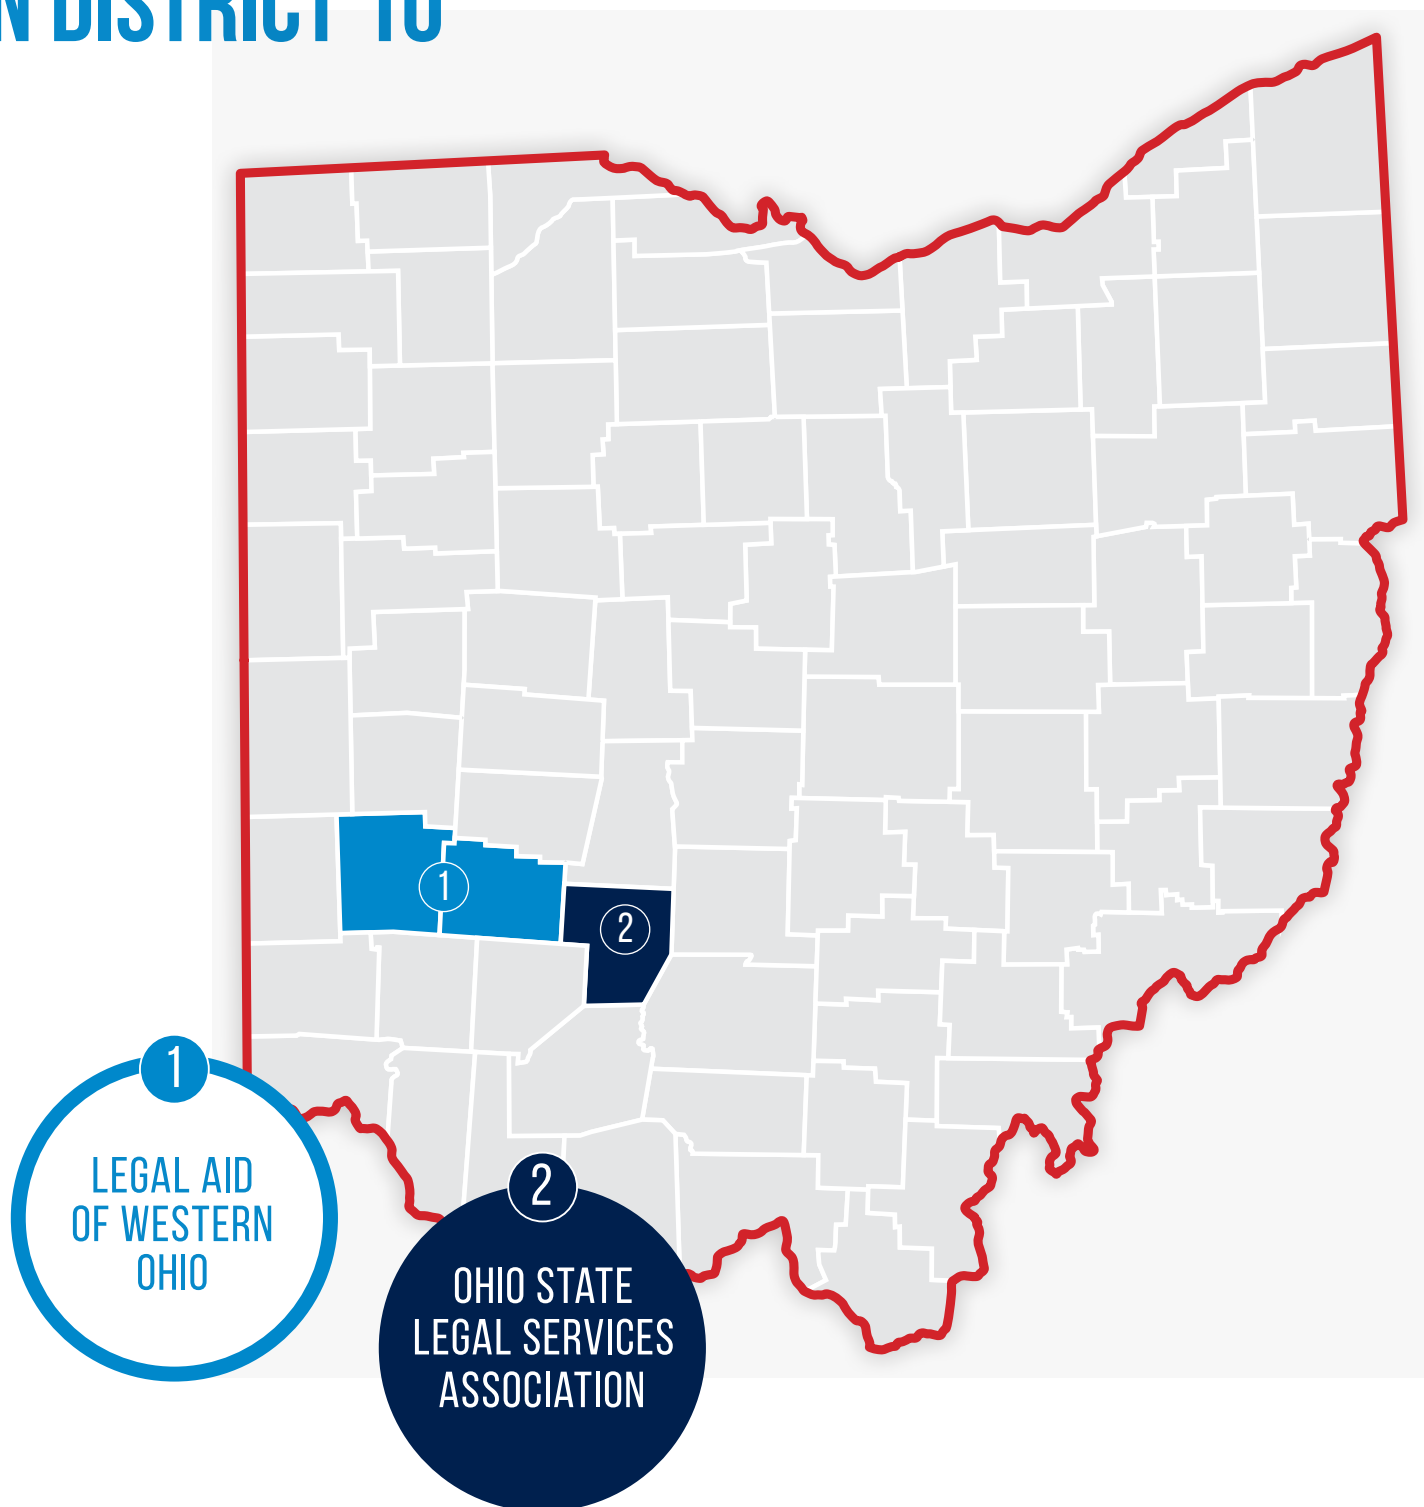 N DISTRICT 10
1
2
1
LEGAL AID
OF WESTERN
OHIO
2
OHIO STATE
LEGAL SERVICES
ASSOCIATION